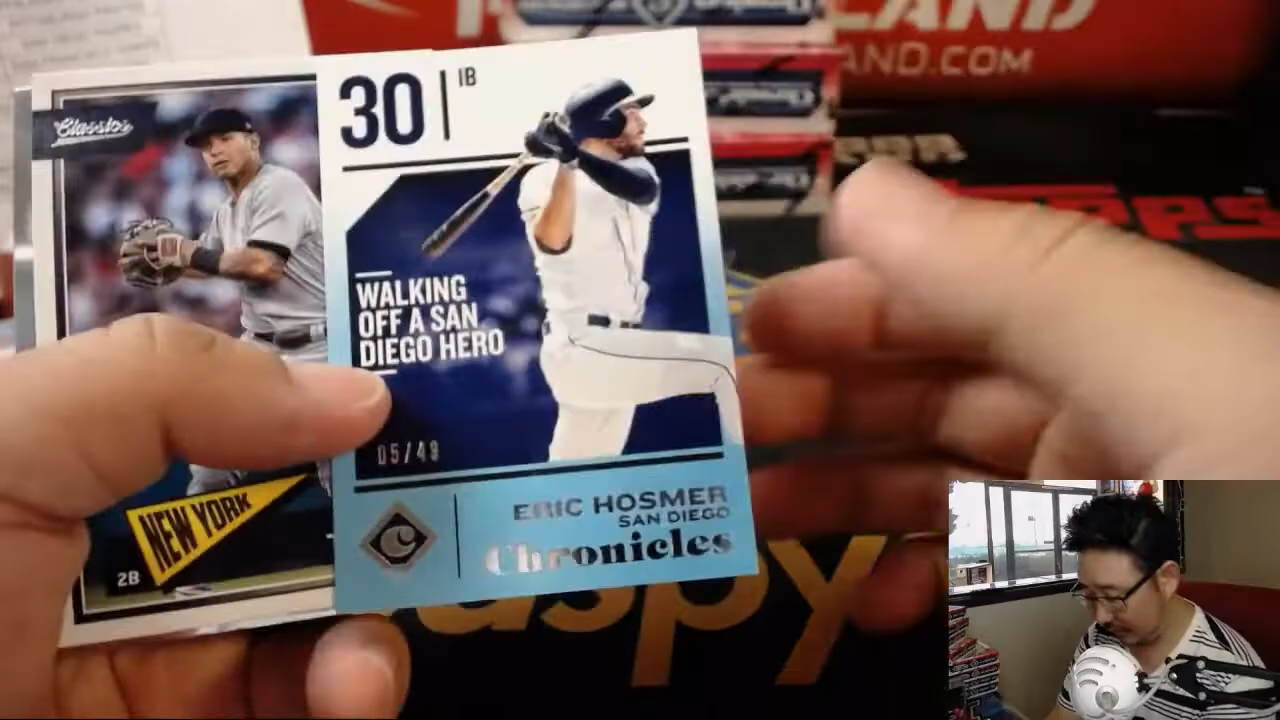 LAND
AND.COM
Classics
30
1B
WALKING
OFF A SAN
DIEGO HERO
05/49
ERIC HOSMER
SAN DIEGO
Chronicles
NEW YORK
2B